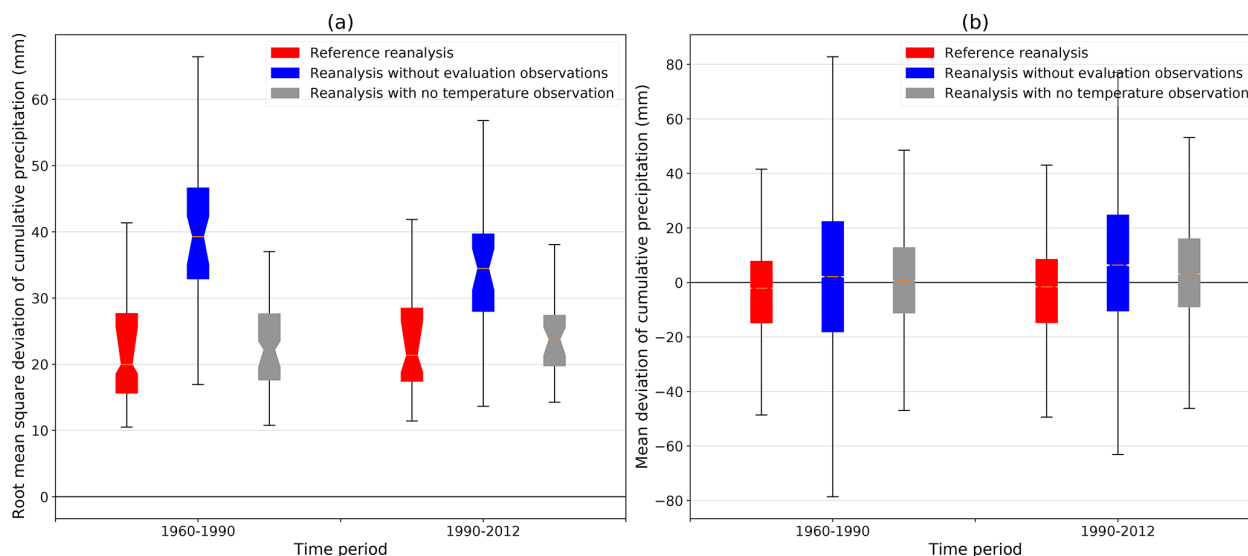 (a)
Root mean square deviation of cumulative precipitation (mm)
60
50
40
30
20
10
0
Reference reanalysis
Reanalysis without evaluation observations
Reanalysis with no temperature observation
1960-1990
1990-2012
Time period
(b)
Mean deviation of cumulative precipitation (mm)
80
60
40
20
0
−20
−40
−60
−80
Reference reanalysis
Reanalysis without evaluation observations
Reanalysis with no temperature observation
1960-1990
1990-2012
Time period